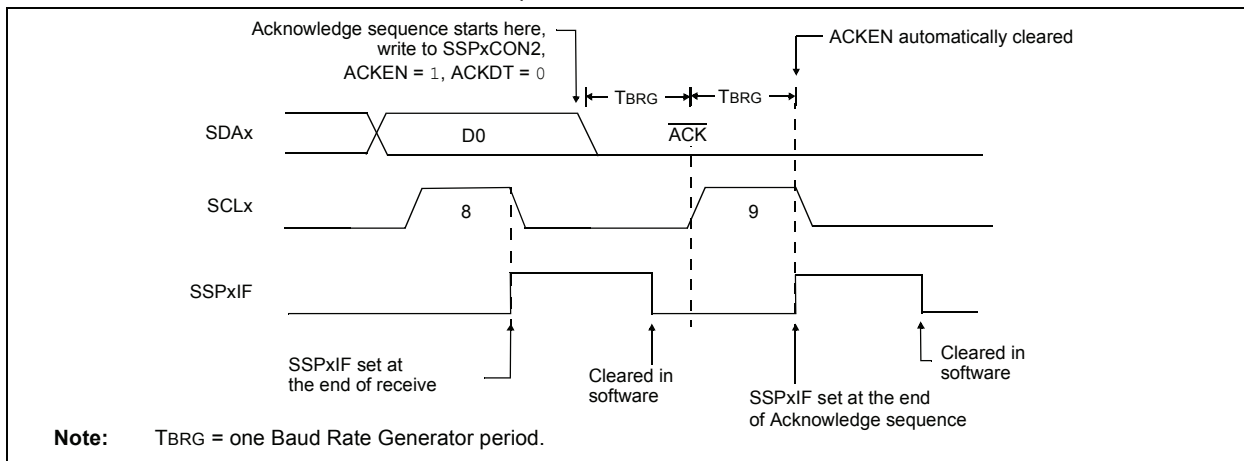 Acknowledge sequence starts here,
write to SSPxCON2,
ACKEN = 1, ACKDT = 0
ACKEN automatically cleared
TBRG
TBRG
SDAx
D0
ACK
SCLx
8
9
SSPxIF
SSPxIF set at
the end of receive
Cleared in
software
SSPxIF set at the end
of Acknowledge sequence
Cleared in
software
Note: TBRG = one Baud Rate Generator period.